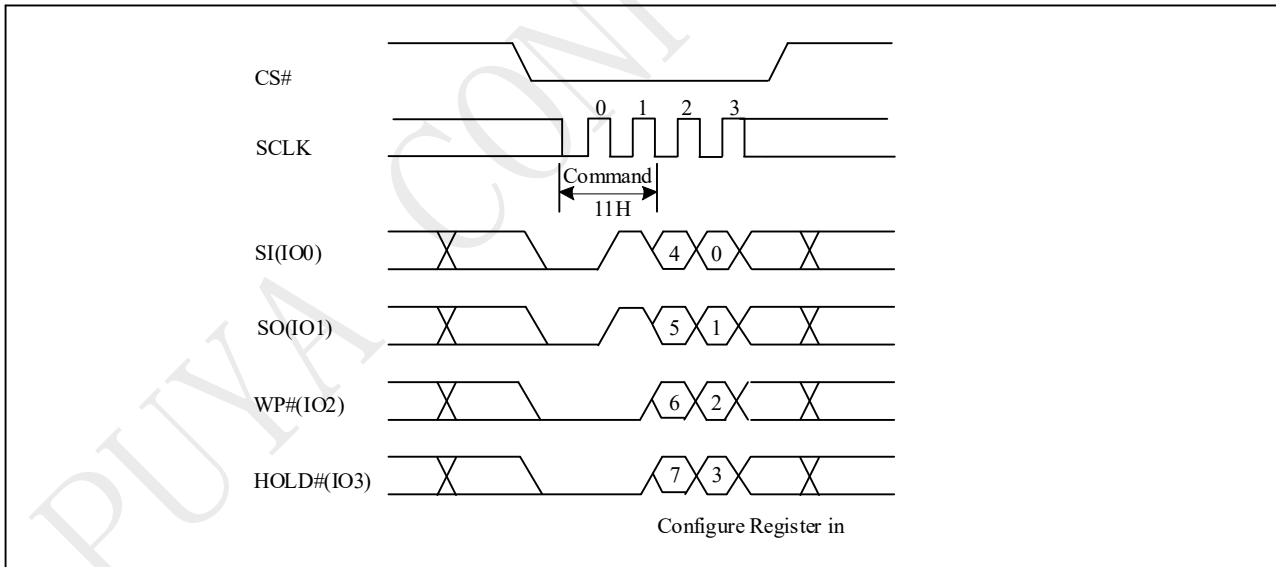 PUYA CONF
CS#
0 1 2 3
SCLK
Command
11H
SI(IO0) 4 0
SO(IO1) 5 1
WP#(IO2) 6 2
HOLD#(IO3) 7 3
Configure Register in